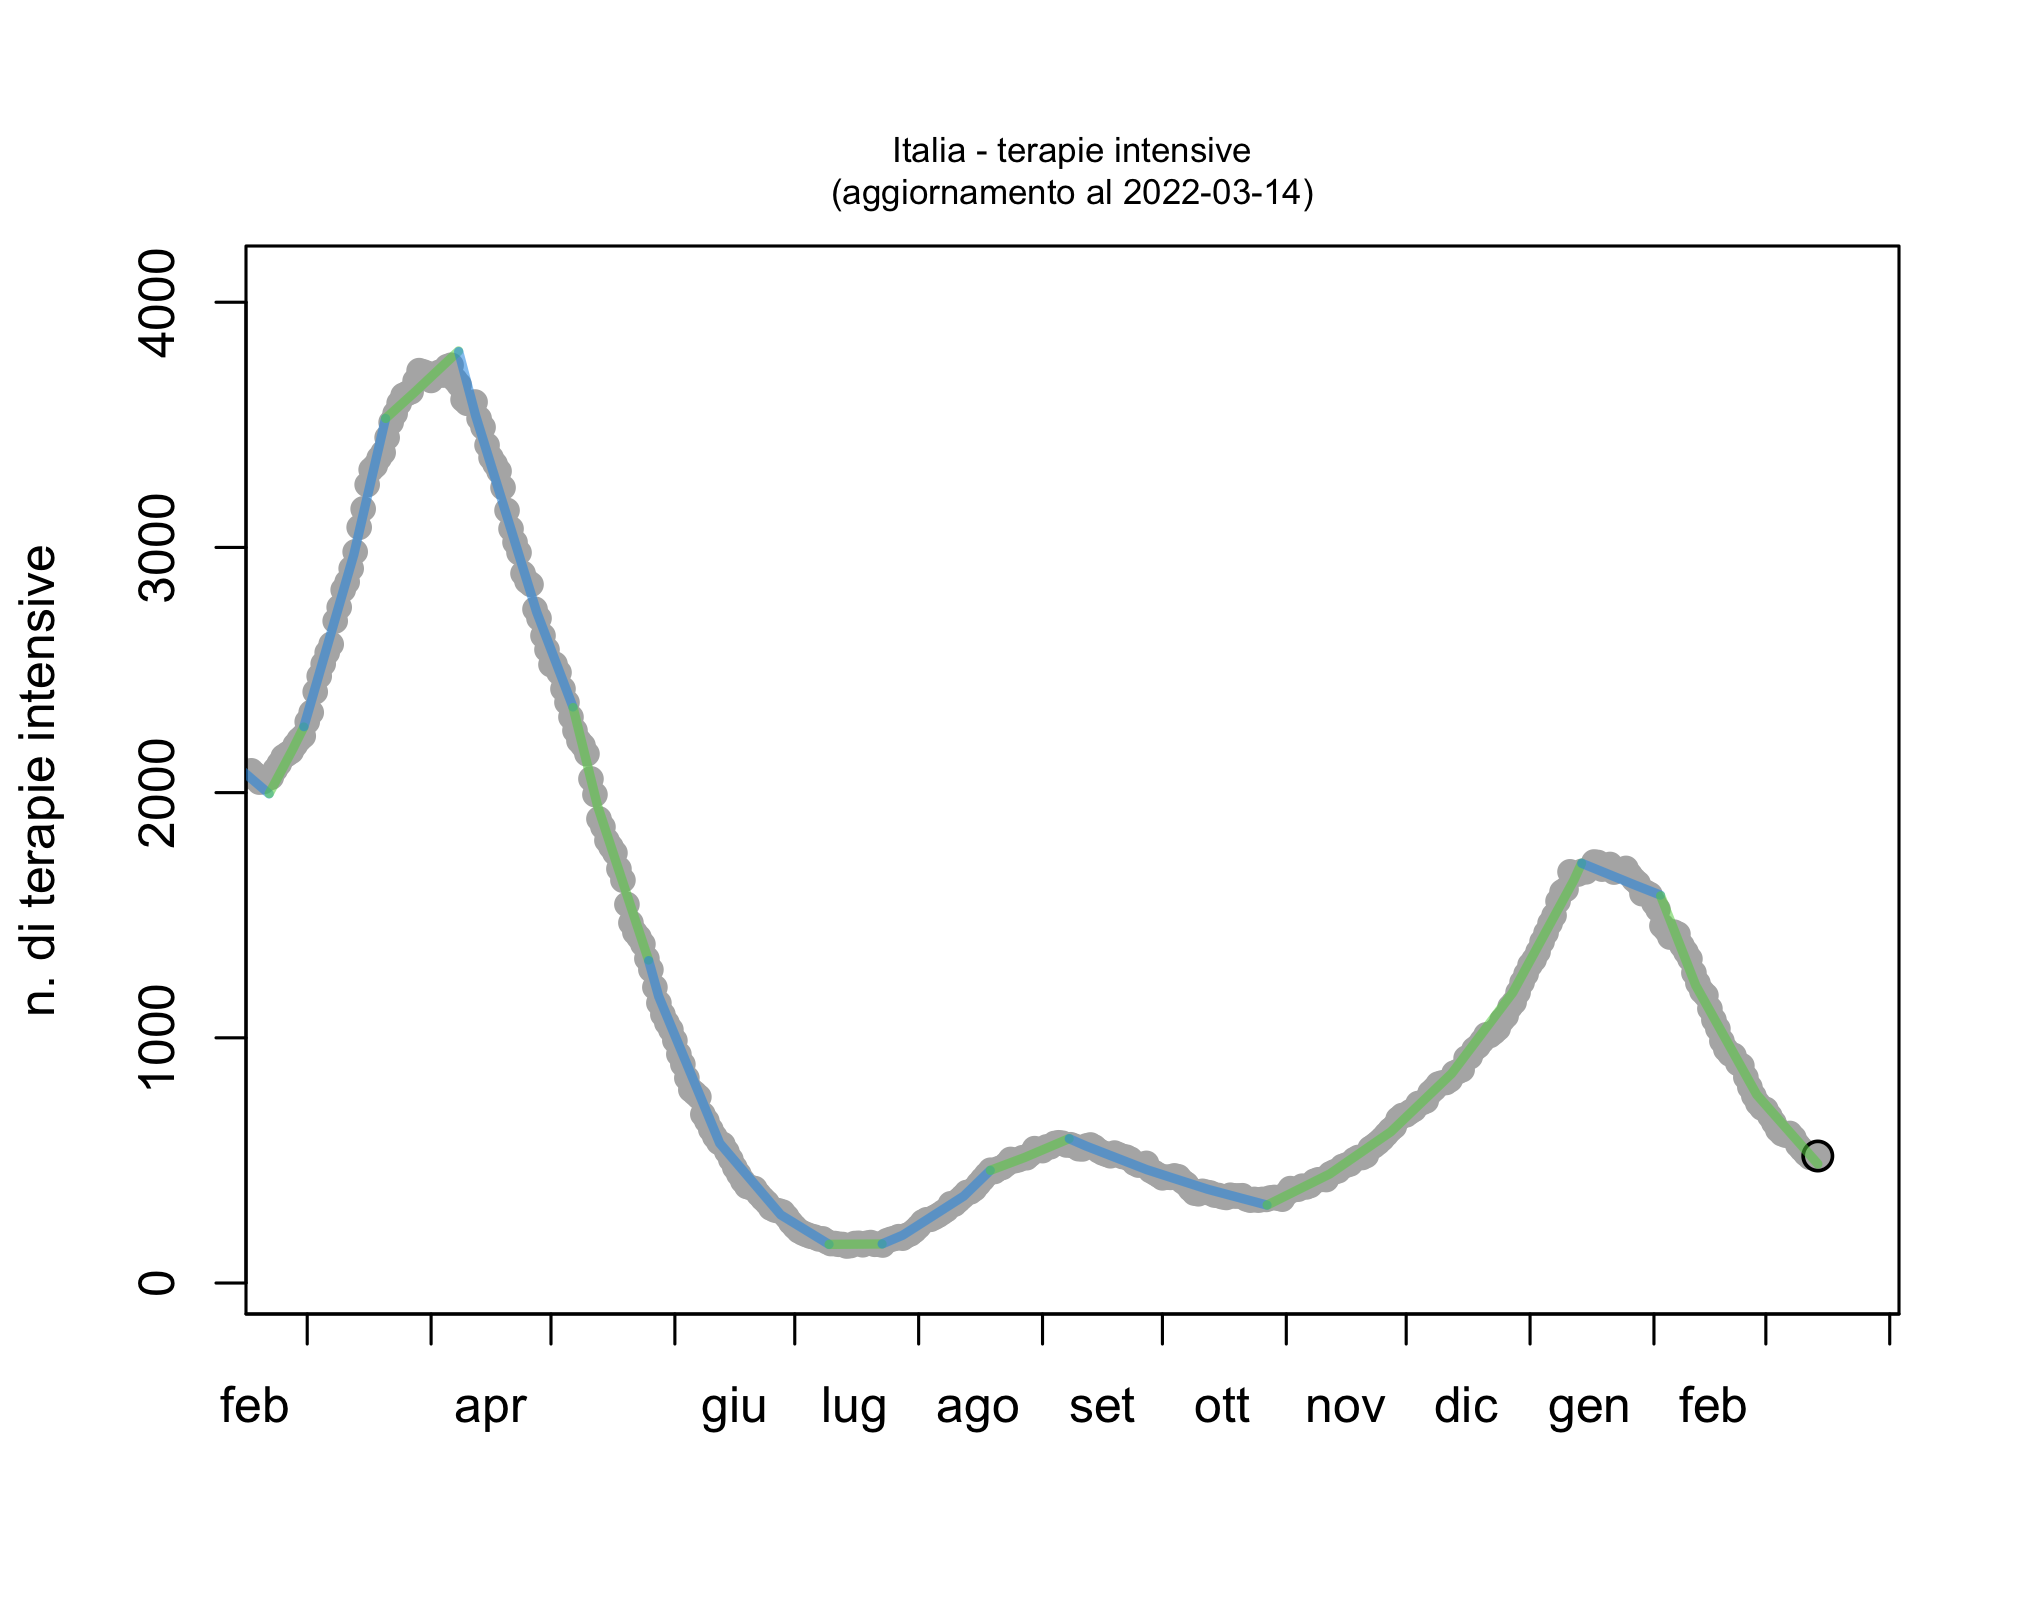 Italia - terapie intensive
(aggiornamento al 2022-03-14)
n. di terapie intensive
4000
3000
2000
1000
0
feb apr giu lug ago set ott nov dic gen feb